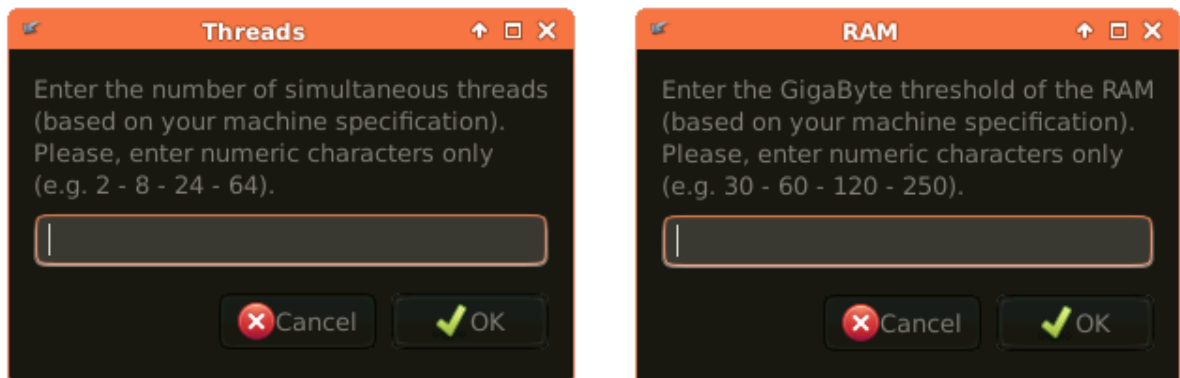 Threads
Enter the number of simultaneous threads
(based on your machine specification).
Please, enter numeric characters only
(e.g. 2 - 8 - 24 - 64).
Cancel
OK
RAM
Enter the GigaByte threshold of the RAM
(based on your machine specification).
Please, enter numeric characters only
(e.g. 30 - 60 - 120 - 250).
Cancel
OK